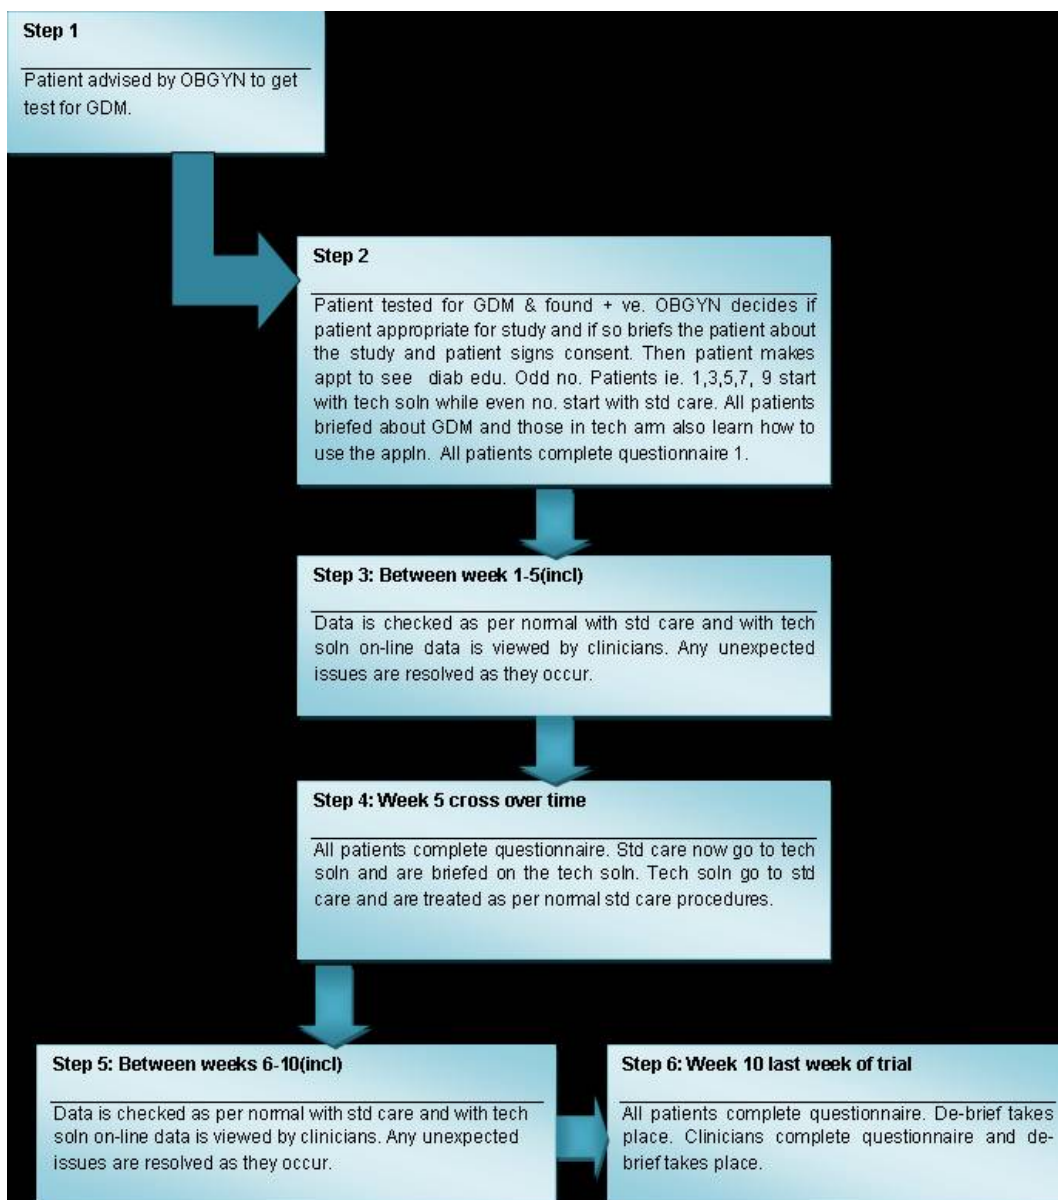 Step 1
Patient advised by OBGYN to get
test for GDM.
Step 2
Patient tested for GDM & found + ve. OBGYN decides if
patient appropriate for study and if so briefs the patient about
the study and patient signs consent. Then patient makes
appt to see diab edu. Odd no. Patients ie. 1,3,5,7, 9 start
with tech soln while even no. start with std care. All patients
briefed about GDM and those in tech arm also learn how to
use the appln. All patients complete questionnaire 1.
Step 3: Between week 1-5(incl)
Data is checked as per normal with std care and with tech
soln on-line data is viewed by clinicians. Any unexpected
issues are resolved as they occur.
Step 4: Week 5 cross over time
All patients complete questionnaire. Std care now go to tech
soln and are briefed on the tech soln. Tech soln go to std
care and are treated as per normal std care procedures.
Step 5: Between weeks 6-10(incl)
Data is checked as per normal with std care and with tech
soln on-line data is viewed by clinicians. Any unexpected
issues are resolved as they occur.
Step 6: Week 10 last week of trial
All patients complete questionnaire. De-brief takes
place. Clinicians complete questionnaire and de-
brief takes place.